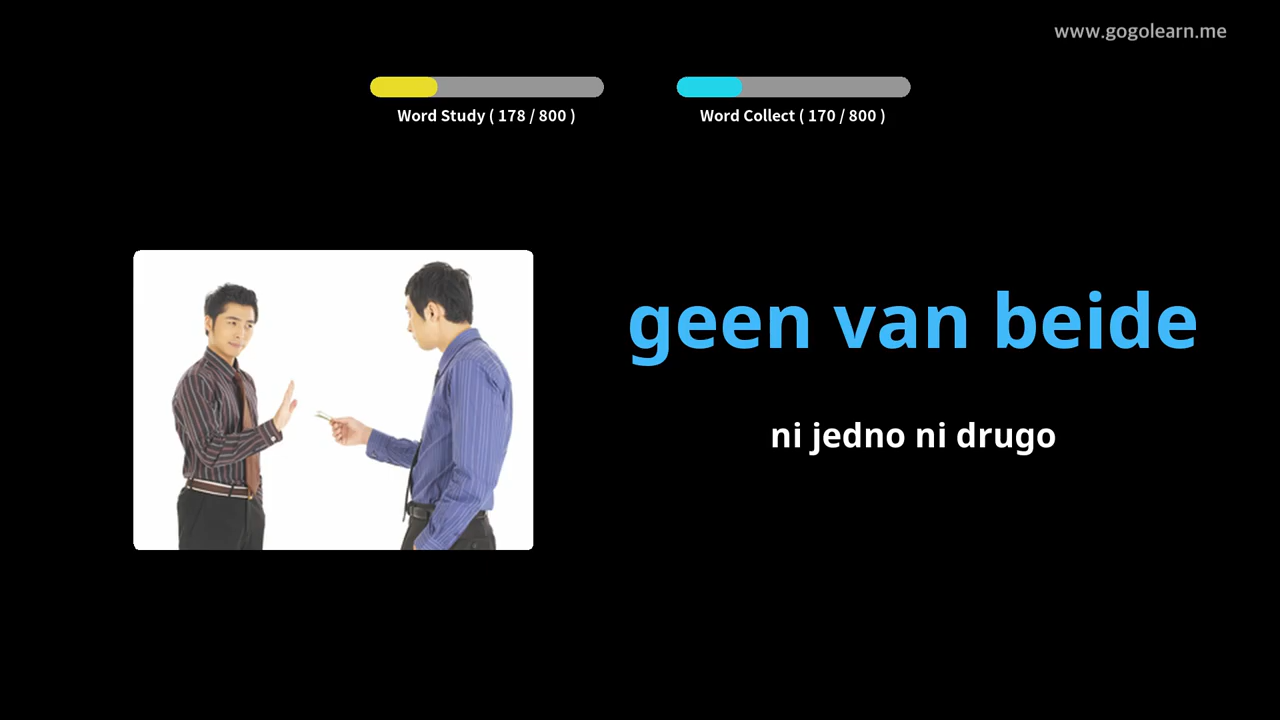 www.gogolearn.me
Word Study ( 178 / 800 )
Word Collect ( 170 / 800 )
geen van beide
ni jedno ni drugo